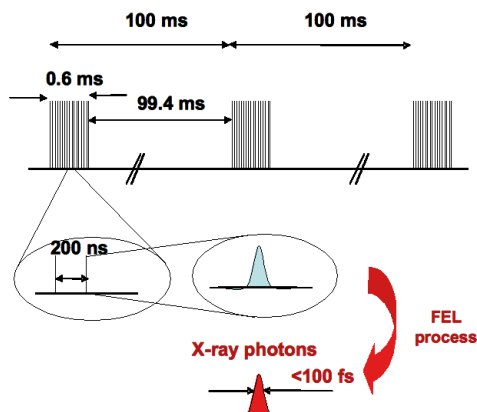 100 ms
100 ms
0.6 ms
99.4 ms
200 ns
FEL
process
X-ray photons
<100 fs